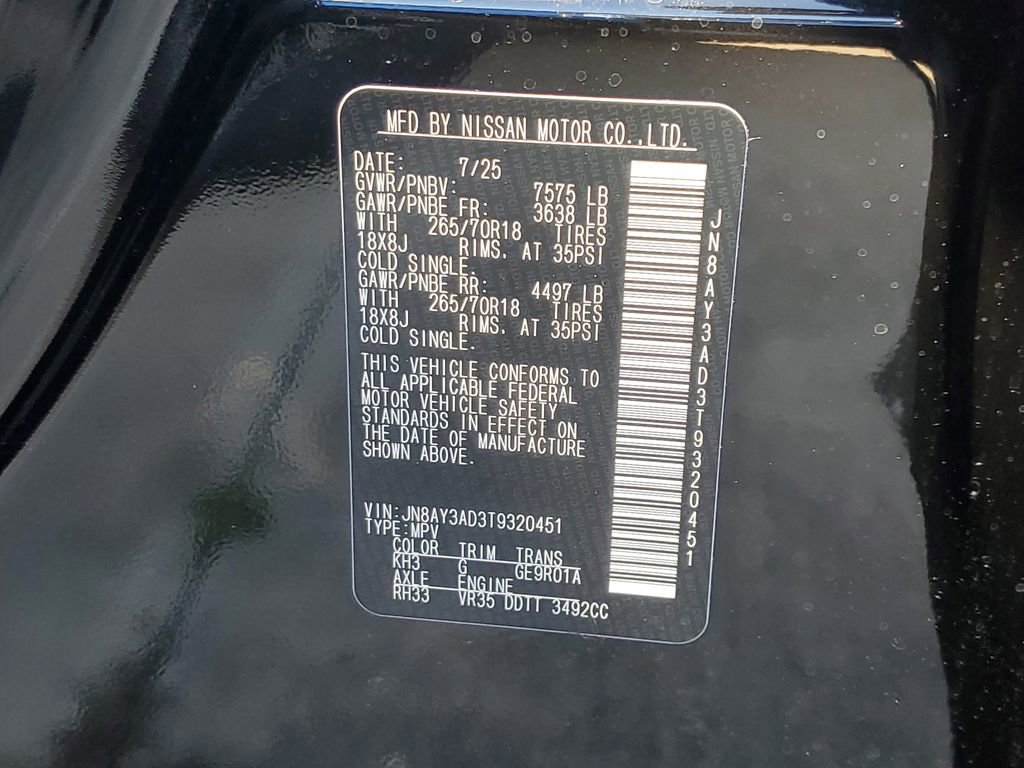 MFD BY NISSAN MOTOR CO.,LTD.
DATE: 7/25
GVWR/PNBV: 7575 LB
GAWR/PNBE FR: 3638 LB
WITH 265/70R18 TIRES
18X8J RIMS. AT 35PSI
COLD SINGLE.
GAWR/PNBE RR: 4497 LB
WITH 265/70R18 TIRES
18X8J RIMS. AT 35PSI
COLD SINGLE.
THIS VEHICLE CONFORMS TO
ALL APPLICABLE FEDERAL
MOTOR VEHICLE SAFETY
STANDARDS IN EFFECT ON
THE DATE OF MANUFACTURE
SHOWN ABOVE.
VIN:JN8AY3AD3T9320451
TYPE:MPV
COLOR TRIM TRANS
KH3 G GE9R01A
AXLE ENGINE
RH33 VR35 DDTT 3492CC
JN8AY3AD3T9320451